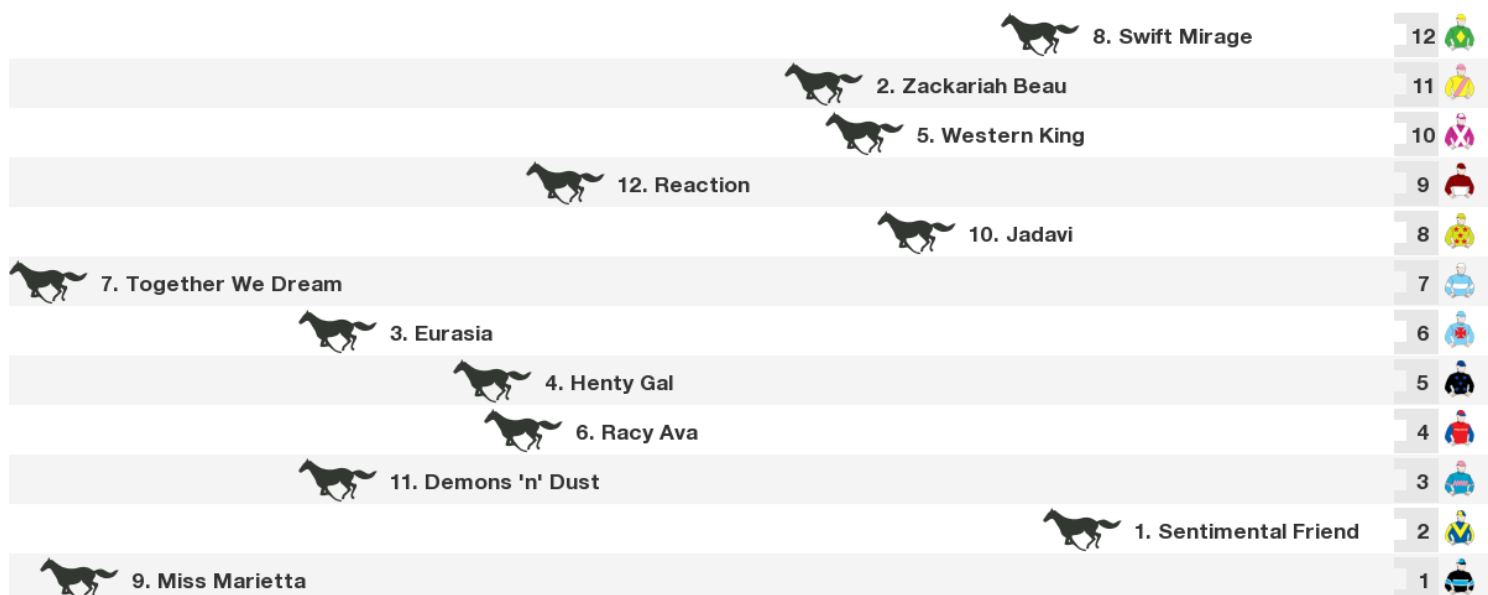 8. Swift Mirage 12
2. Zackariah Beau 11
5. Western King 10
12. Reaction 9
10. Jadavi 8
7. Together We Dream 7
3. Eurasia 6
4. Henty Gal 5
6. Racy Ava 4
11. Demons 'n' Dust 3
1. Sentimental Friend 2
9. Miss Marietta 1